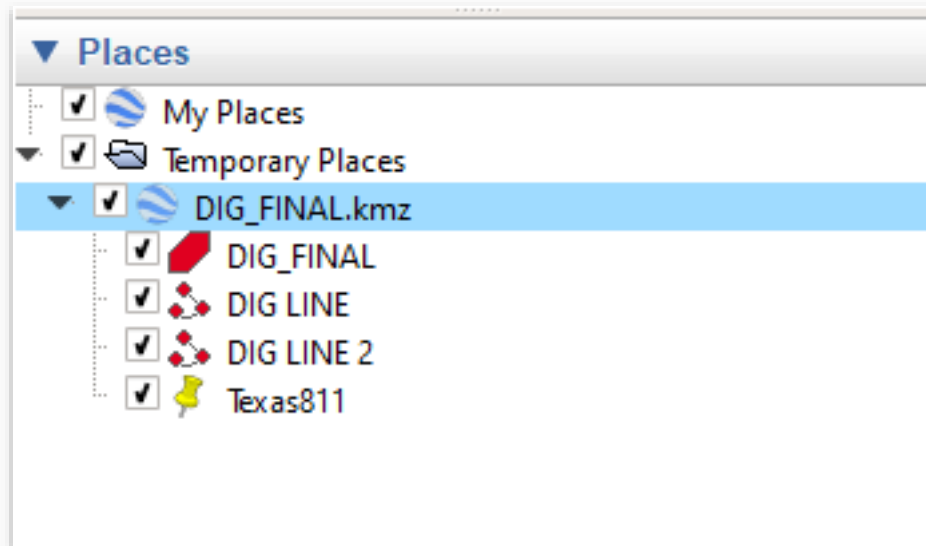 Places
My Places
Temporary Places
DIG_FINAL.kmz
DIG_FINAL
DIG LINE
DIG LINE 2
Texas811